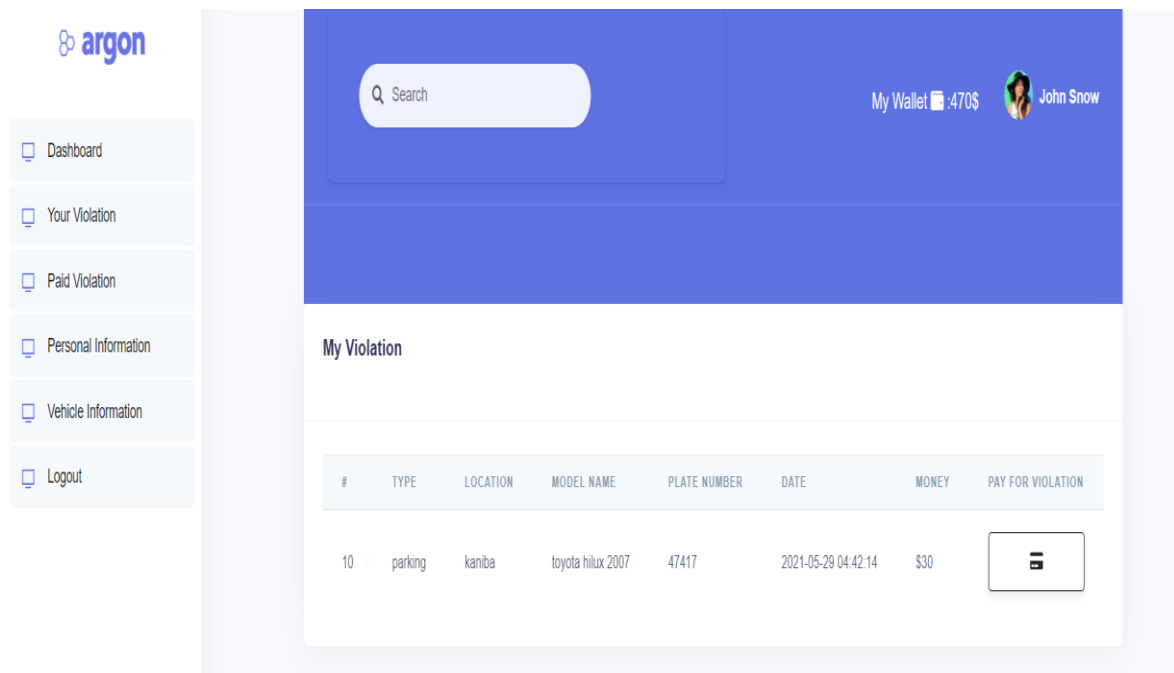 argon
Dashboard
Your Violation
Paid Violation
Personal Information
Vehicle Information
Logout
Search
My Wallet :470$
John Snow
My Violation
# TYPE LOCATION MODEL NAME PLATE NUMBER DATE MONEY PAY FOR VIOLATION
10 parking kaniba toyota hilux 2007 47417 2021-05-29 04:42:14 $30